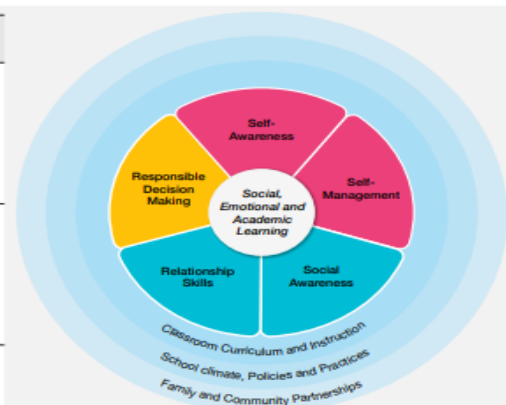 Self-
Awareness
Responsible
Decision
Making
Social,
Emotional and
Academic
Learning
Self-
Management
Relationship
Skills
Social
Awareness
Classroom Curriculum and Instruction
School climate, Policies and Practices
Family and Community Partnerships